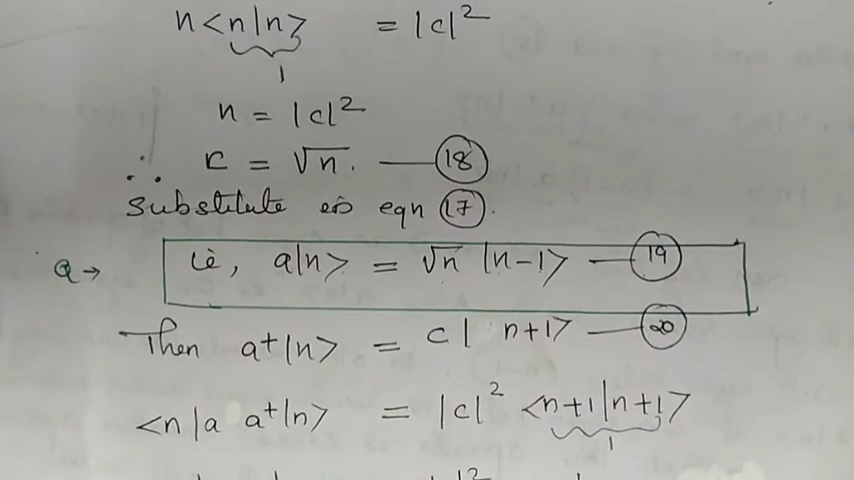 n<n|n> = |c|²
1
n = |c|²
∴ c = √n. — (18)
Substitute in eqn (17).
Q → ie, a|n> = √n |n-1> — (19)
Then a⁺|n> = c| n+1> — (20)
<n|a a⁺|n> = |c|² <n+1|n+1>
1